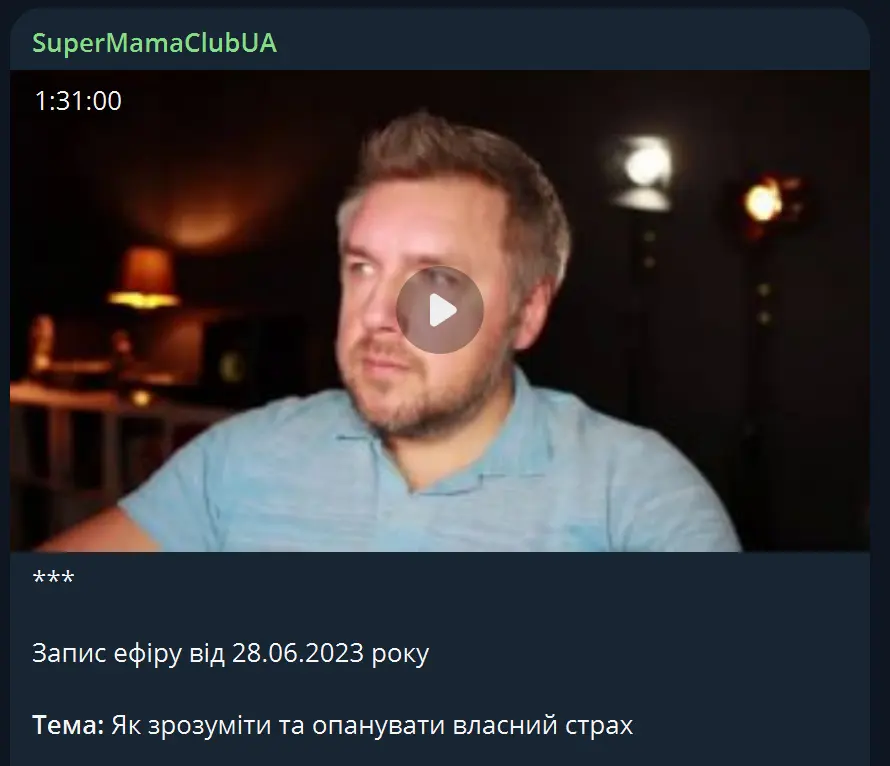 SuperMamaClubUA
1:31:00
***
Запис ефіру від 28.06.2023 року
Тема: Як зрозуміти та опанувати власний страх